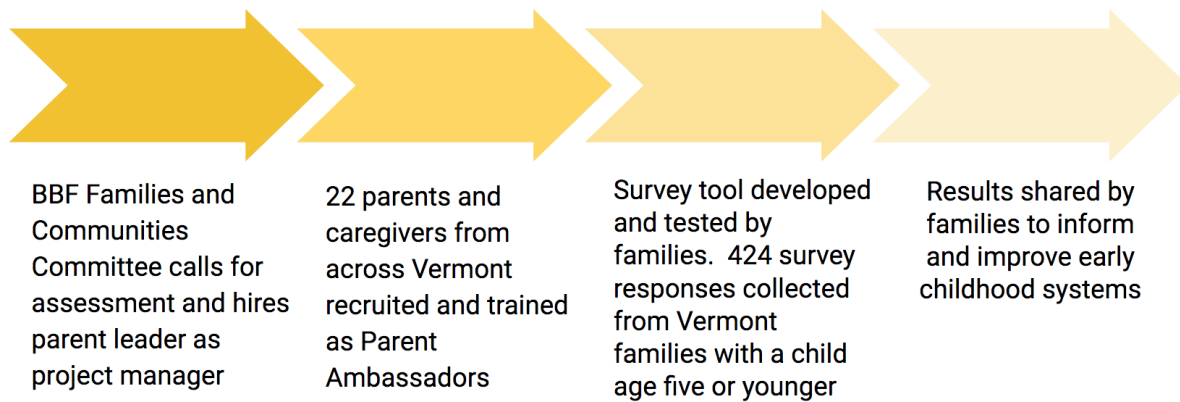 BBF Families and
Communities
Committee calls for
assessment and hires
parent leader as
project manager
22 parents and
caregivers from
across Vermont
recruited and trained
as Parent
Ambassadors
Survey tool developed
and tested by
families.  424 survey
responses collected
from Vermont
families with a child
age five or younger
Results shared by
families to inform
and improve early
childhood systems